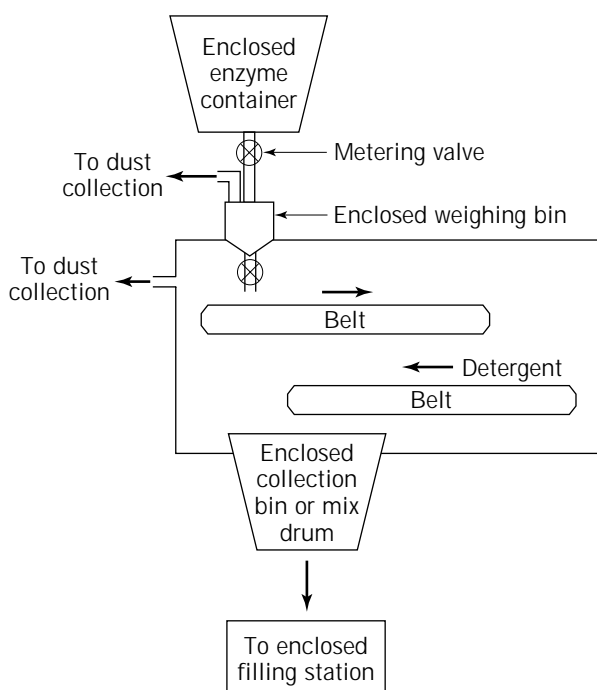 Enclosed
enzyme
container
Metering valve
To dust
collection
Enclosed weighing bin
To dust
collection
Belt
Detergent
Belt
Enclosed
collection
bin or mix
drum
To enclosed
filling station